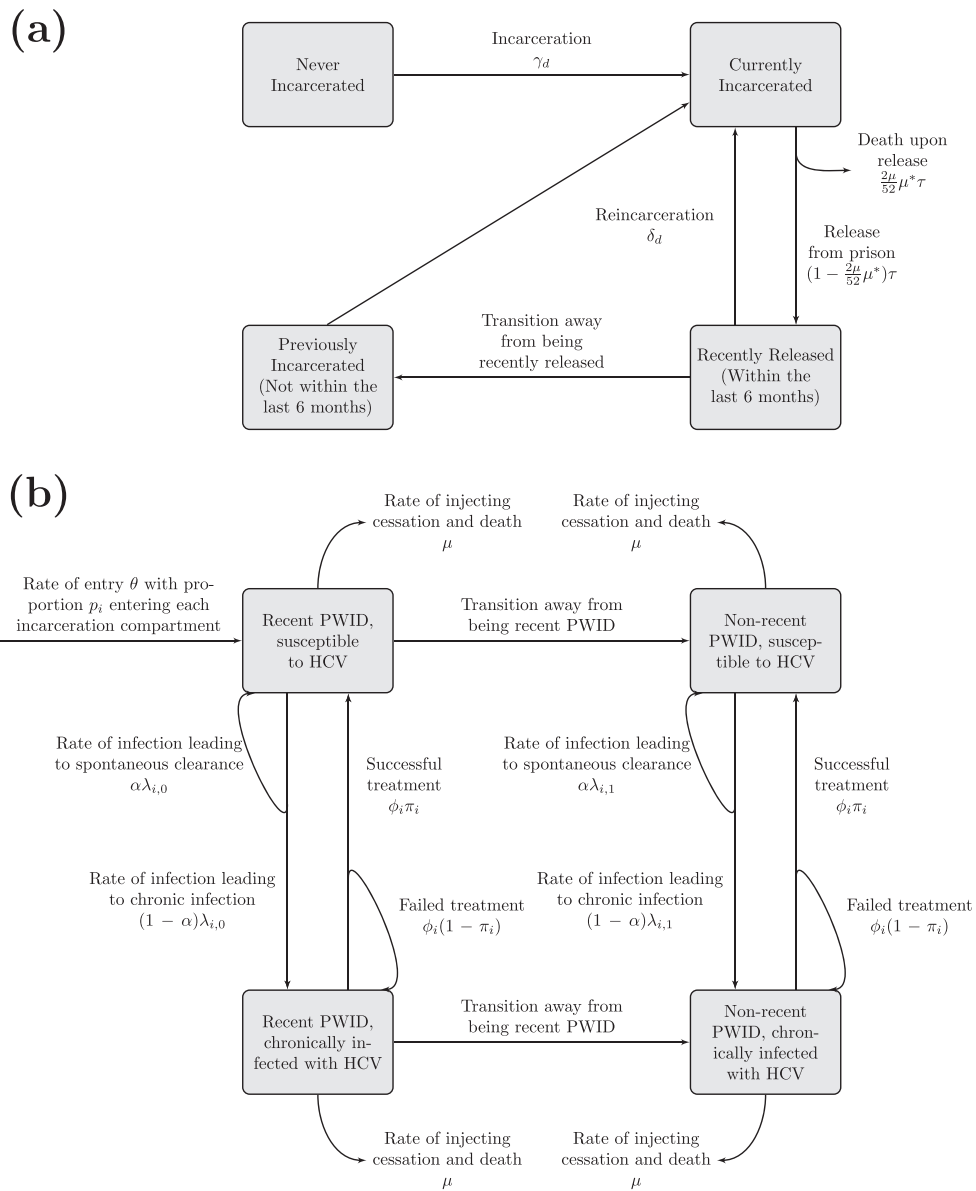 (a)
Never
Incarcerated
Incarceration
γ_d
Currently
Incarcerated
Death upon
release
\frac{2μ}{52}μ*τ
Reincarceration
δ_d
Release
from prison
(1 − \frac{2μ}{52}μ*)τ
Previously
Incarcerated
(Not within the
last 6 months)
Transition away
from being
recently released
Recently Released
(Within the
last 6 months)
(b)
Rate of injecting
cessation and death
μ
Rate of injecting
cessation and death
μ
Rate of entry θ with pro-
portion p_i entering each
incarceration compartment
Recent PWID,
susceptible
to HCV
Transition away from
being recent PWID
Non-recent
PWID, suscep-
tible to HCV
Rate of infection leading
to spontaneous clearance
αλ_{i,0}
Successful
treatment
ϕ_iπ_i
Rate of infection leading
to spontaneous clearance
αλ_{i,1}
Successful
treatment
ϕ_iπ_i
Rate of infection leading
to chronic infection
(1 − α)λ_{i,0}
Failed treatment
ϕ_i(1 − π_i)
Rate of infection leading
to chronic infection
(1 − α)λ_{i,1}
Failed treatment
ϕ_i(1 − π_i)
Recent PWID,
chronically in-
fected with HCV
Transition away from
being recent PWID
Non-recent
PWID, chron-
ically infected
with HCV
Rate of injecting
cessation and death
μ
Rate of injecting
cessation and death
μ